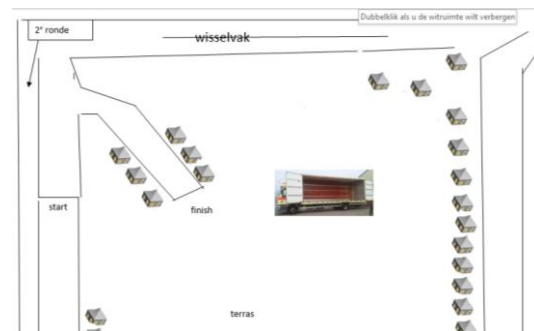 Dubbelklik als u de witruimte wilt verbergen
2ᵉ ronde
wisselvak
start
finish
terras